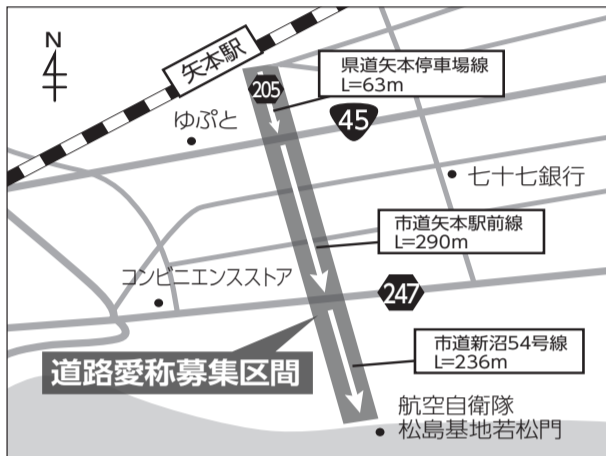 N
矢本駅
県道矢本停車場線
L=63m
205
45
ゆぷと
七十七銀行
市道矢本駅前線
L=290m
コンビニエンスストア
247
市道新沼54号線
L=236m
道路愛称募集区間
航空自衛隊
松島基地若松門